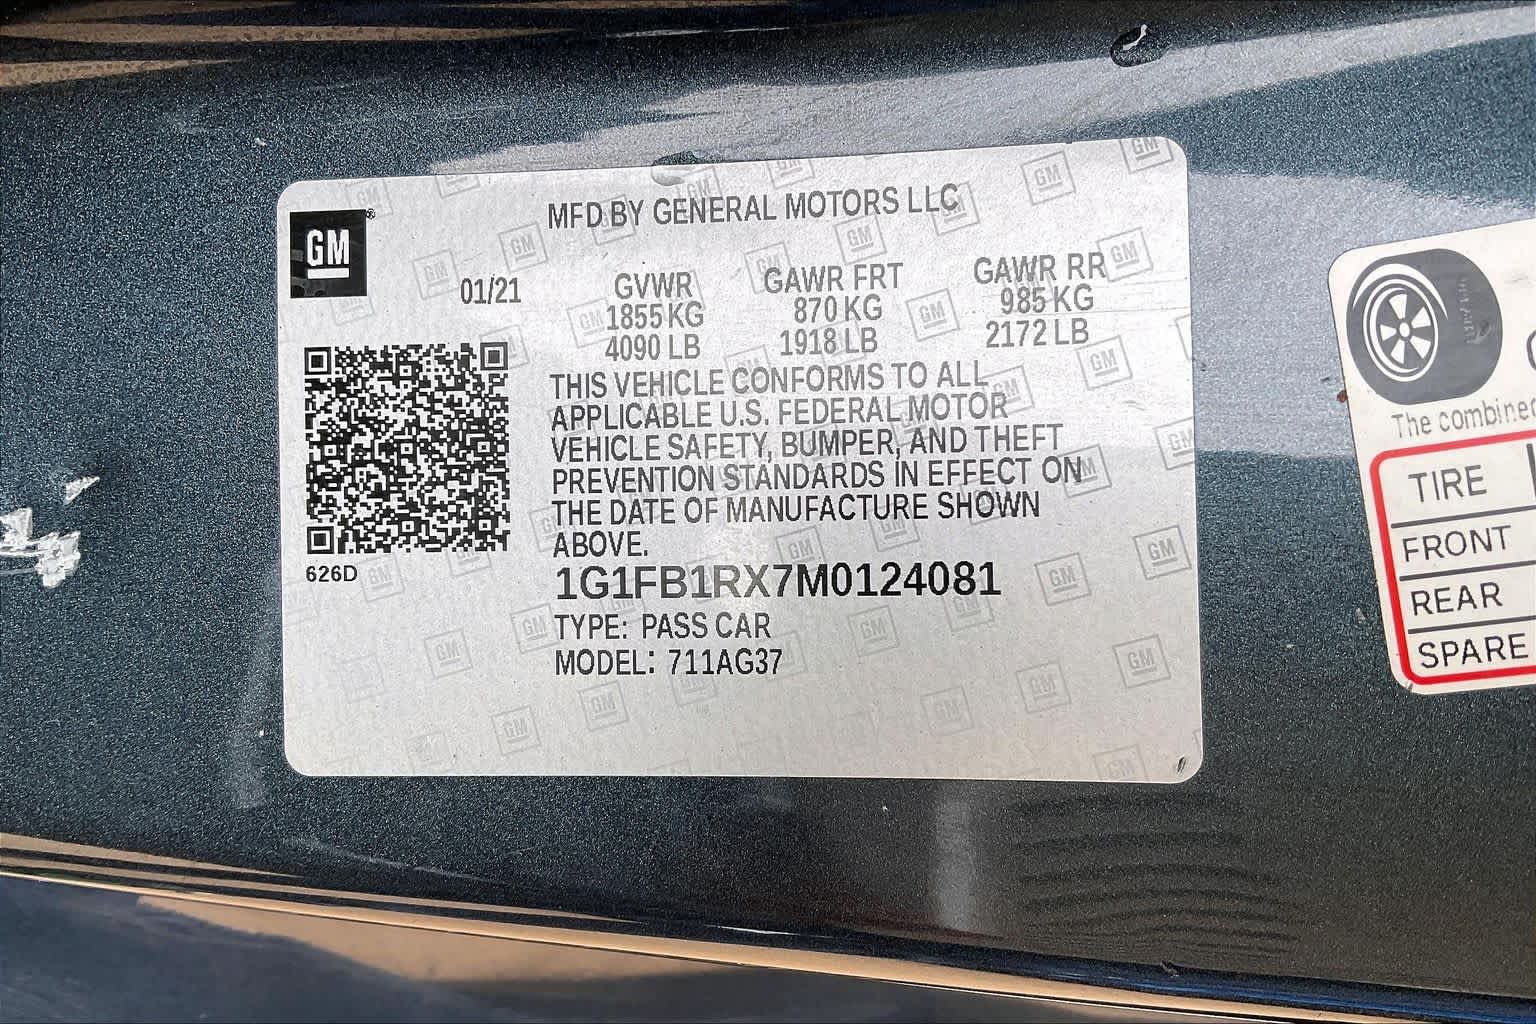 MFD BY GENERAL MOTORS LLC
GM®
01/21
GVWR GAWR FRT GAWR RR
1855 KG 870 KG 985 KG
4090 LB 1918 LB 2172 LB
THIS VEHICLE CONFORMS TO ALL
APPLICABLE U.S. FEDERAL MOTOR
VEHICLE SAFETY, BUMPER, AND THEFT
PREVENTION STANDARDS IN EFFECT ON
THE DATE OF MANUFACTURE SHOWN
ABOVE.
626D
1G1FB1RX7M0124081
TYPE: PASS CAR
MODEL: 711AG37
The combined
TIRE
FRONT
REAR
SPARE